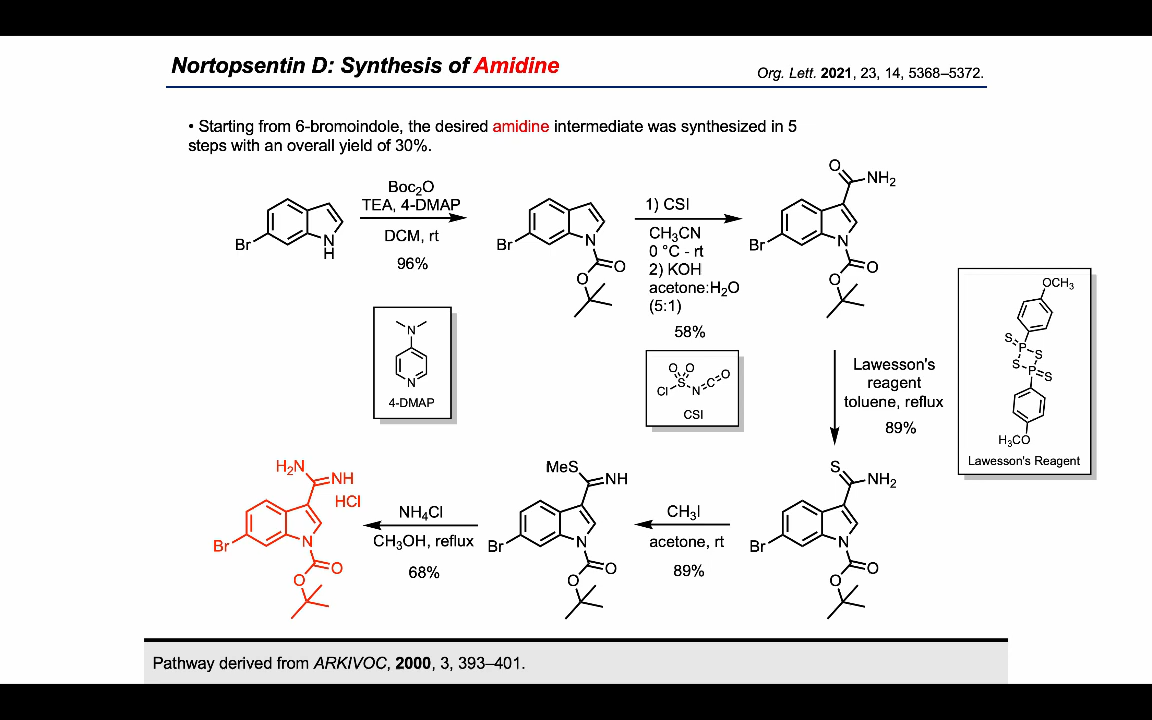 Nortopsentin D: Synthesis of Amidine
Org. Lett. 2021, 23, 14, 5368–5372.
• Starting from 6-bromoindole, the desired amidine intermediate was synthesized in 5
steps with an overall yield of 30%.
Br
N
H
Boc₂O
TEA, 4-DMAP
DCM, rt
96%
Br
N
O
O
1) CSI
CH₃CN
0 °C - rt
2) KOH
acetone:H₂O
(5:1)
58%
O
NH₂
Br
N
O
O
N
N
4-DMAP
O
O
Cl
S
N
C
O
CSI
Lawesson's
reagent
toluene, reflux
89%
OCH₃
S
P
S
S
P
S
H₃CO
Lawesson's Reagent
H₂N
NH
HCl
Br
N
O
O
NH₄Cl
CH₃OH, reflux
68%
MeS
NH
Br
N
O
O
CH₃I
acetone, rt
89%
S
NH₂
Br
N
O
O
Pathway derived from ARKIVOC, 2000, 3, 393–401.